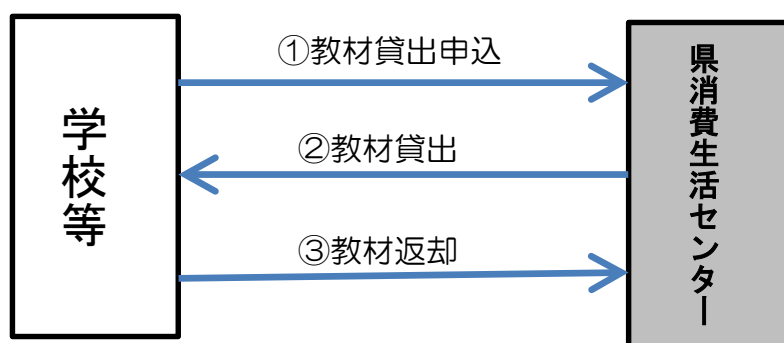 学校等
①教材貸出申込
②教材貸出
③教材返却
県消費生活センター